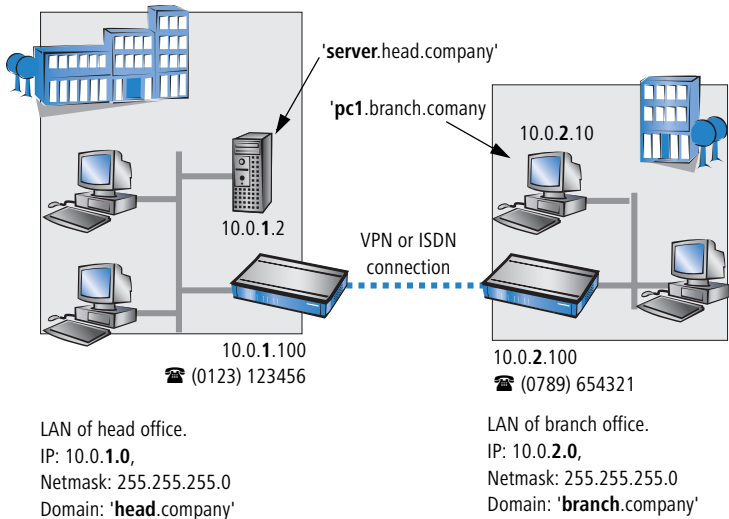 'server.head.company'
'pc1.branch.comany
10.0.2.10
10.0.1.2
VPN or ISDN
connection
10.0.1.100
☎ (0123) 123456
10.0.2.100
☎ (0789) 654321
LAN of head office.
IP: 10.0.1.0,
Netmask: 255.255.255.0
Domain: 'head.company'
LAN of branch office.
IP: 10.0.2.0,
Netmask: 255.255.255.0
Domain: 'branch.company'